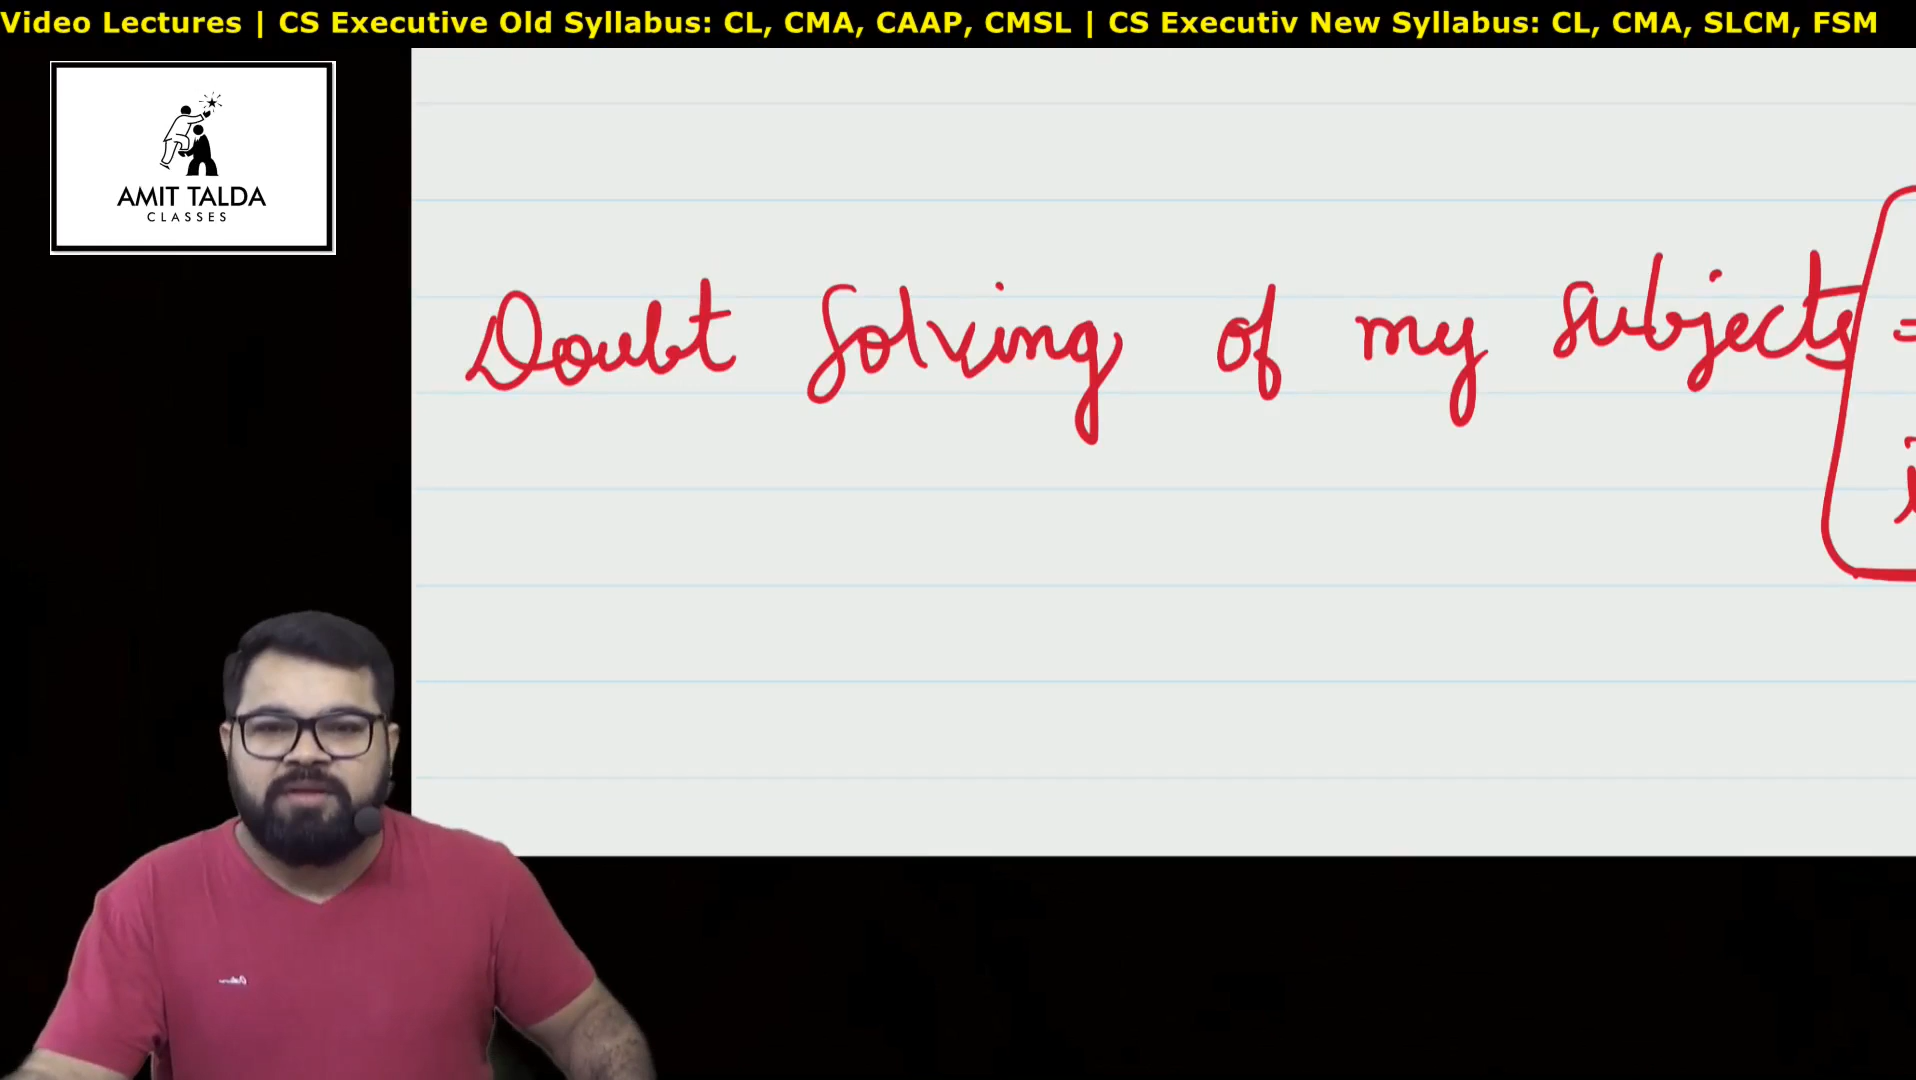 Video Lectures | CS Executive Old Syllabus: CL, CMA, CAAP, CMSL | CS Executiv New Syllabus: CL, CMA, SLCM, FSM
AMIT TALDA
CLASSES
Doubt Solving of my subjects